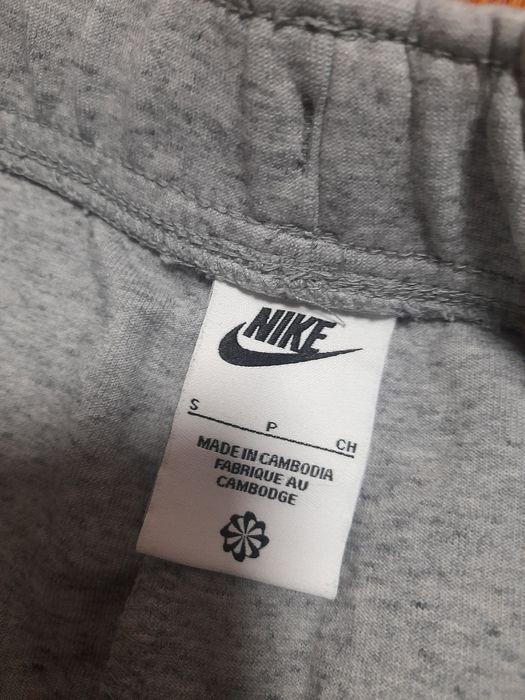 NIKE
S P CH
MADE IN CAMBODIA
FABRIQUE AU
CAMBODGE